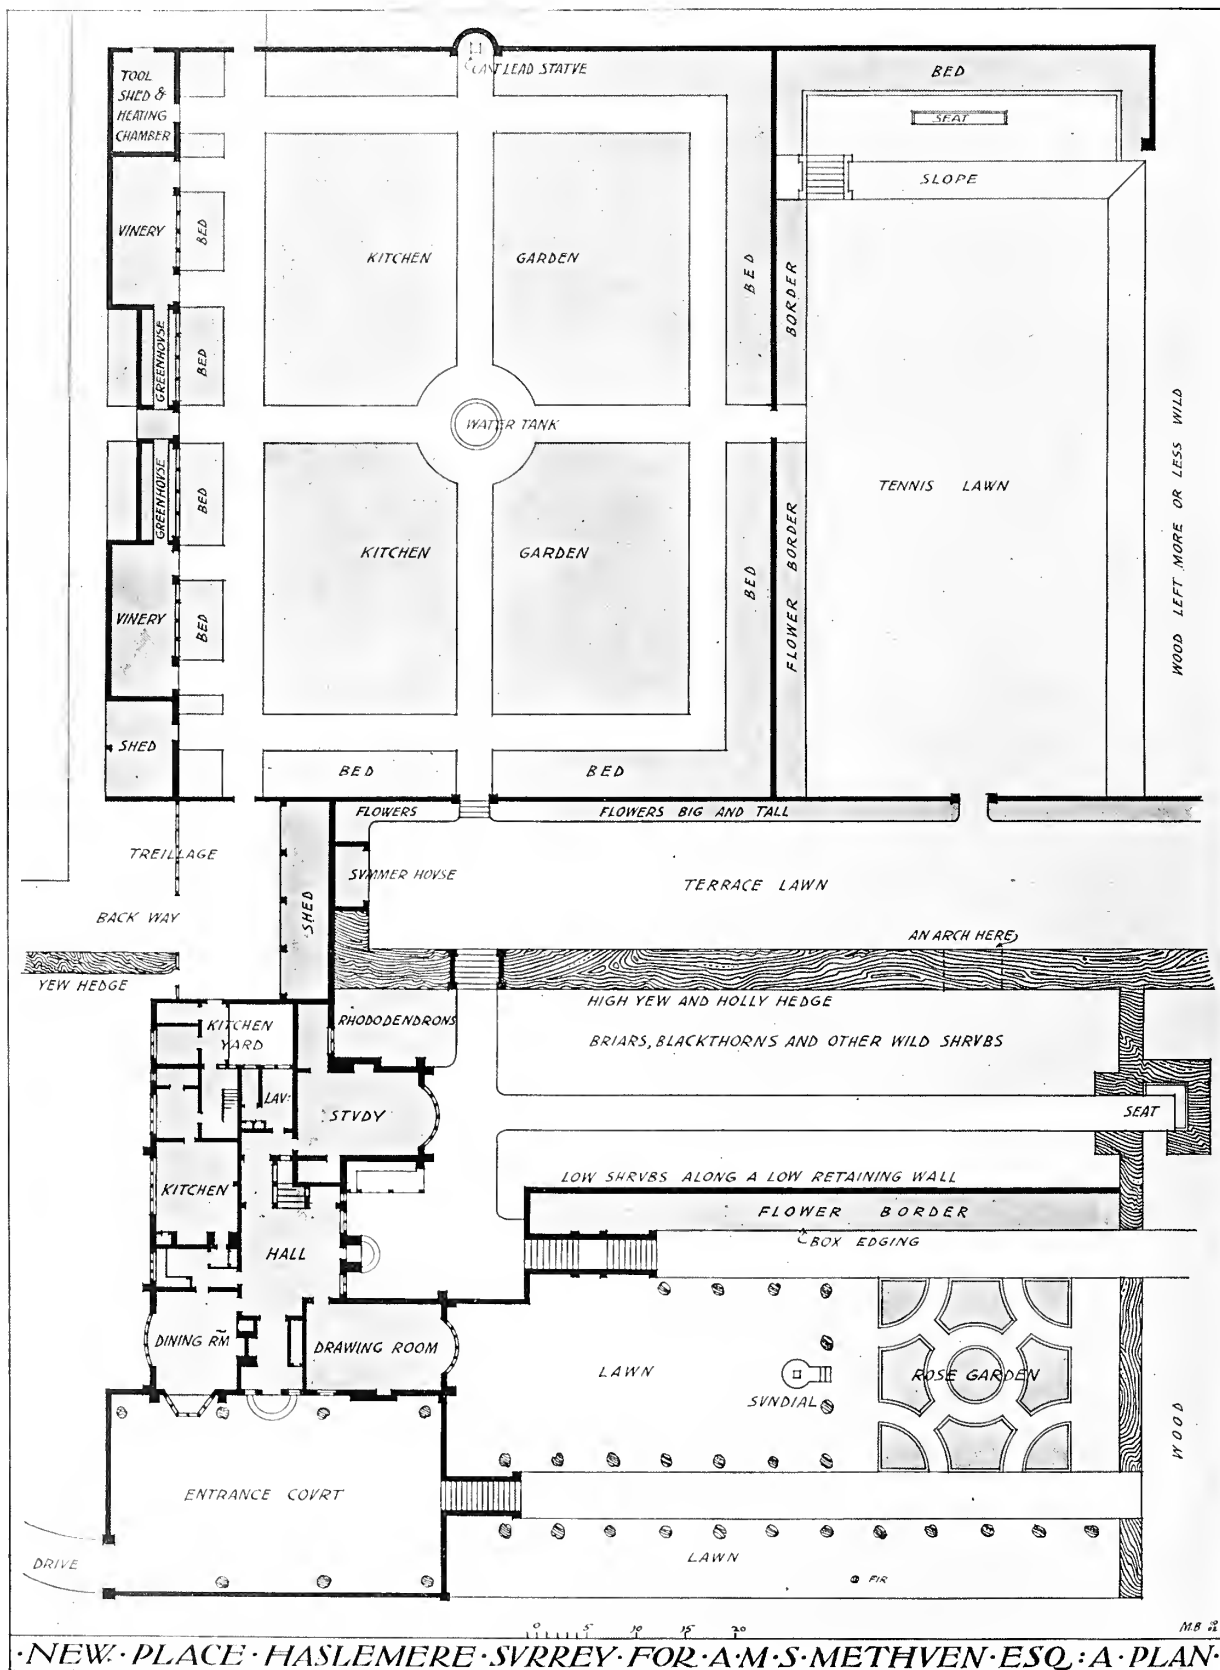 CAST LEAD STATVE
BED
TOOL
SHED &
HEATING
CHAMBER
SEAT
SLOPE
VINERY
BED
KITCHEN GARDEN
BED
BORDER
GREENHOVSE
BED
WATER TANK
WOOD LEFT MORE OR LESS WILD
TENNIS LAWN
GREENHOVSE
BED
KITCHEN GARDEN
BED
FLOWER BORDER
VINERY
BED
SHED
BED
BED
FLOWERS
FLOWERS BIG AND TALL
TREILLAGE
SVMMER HOVSE
TERRACE LAWN
SHED
BACK WAY
AN ARCH HERE
YEW HEDGE
HIGH YEW AND HOLLY HEDGE
RHODODENDRONS
KITCHEN
YARD
BRIARS, BLACKTHORNS AND OTHER WILD SHRVBS
LAV:
STVDY
SEAT
LOW SHRVBS ALONG A LOW RETAINING WALL
KITCHEN
FLOWER BORDER
BOX EDGING
HALL
DINING RM
DRAWING ROOM
LAWN
ROSE GARDEN
SVNDIAL
WOOD
ENTRANCE COVRT
DRIVE
LAWN
FIR
0 5 10 15 20
M.B
·NEW·PLACE·HASLEMERE·SVRREY·FOR·A·M·S·METHVEN·ESQ:A·PLAN·